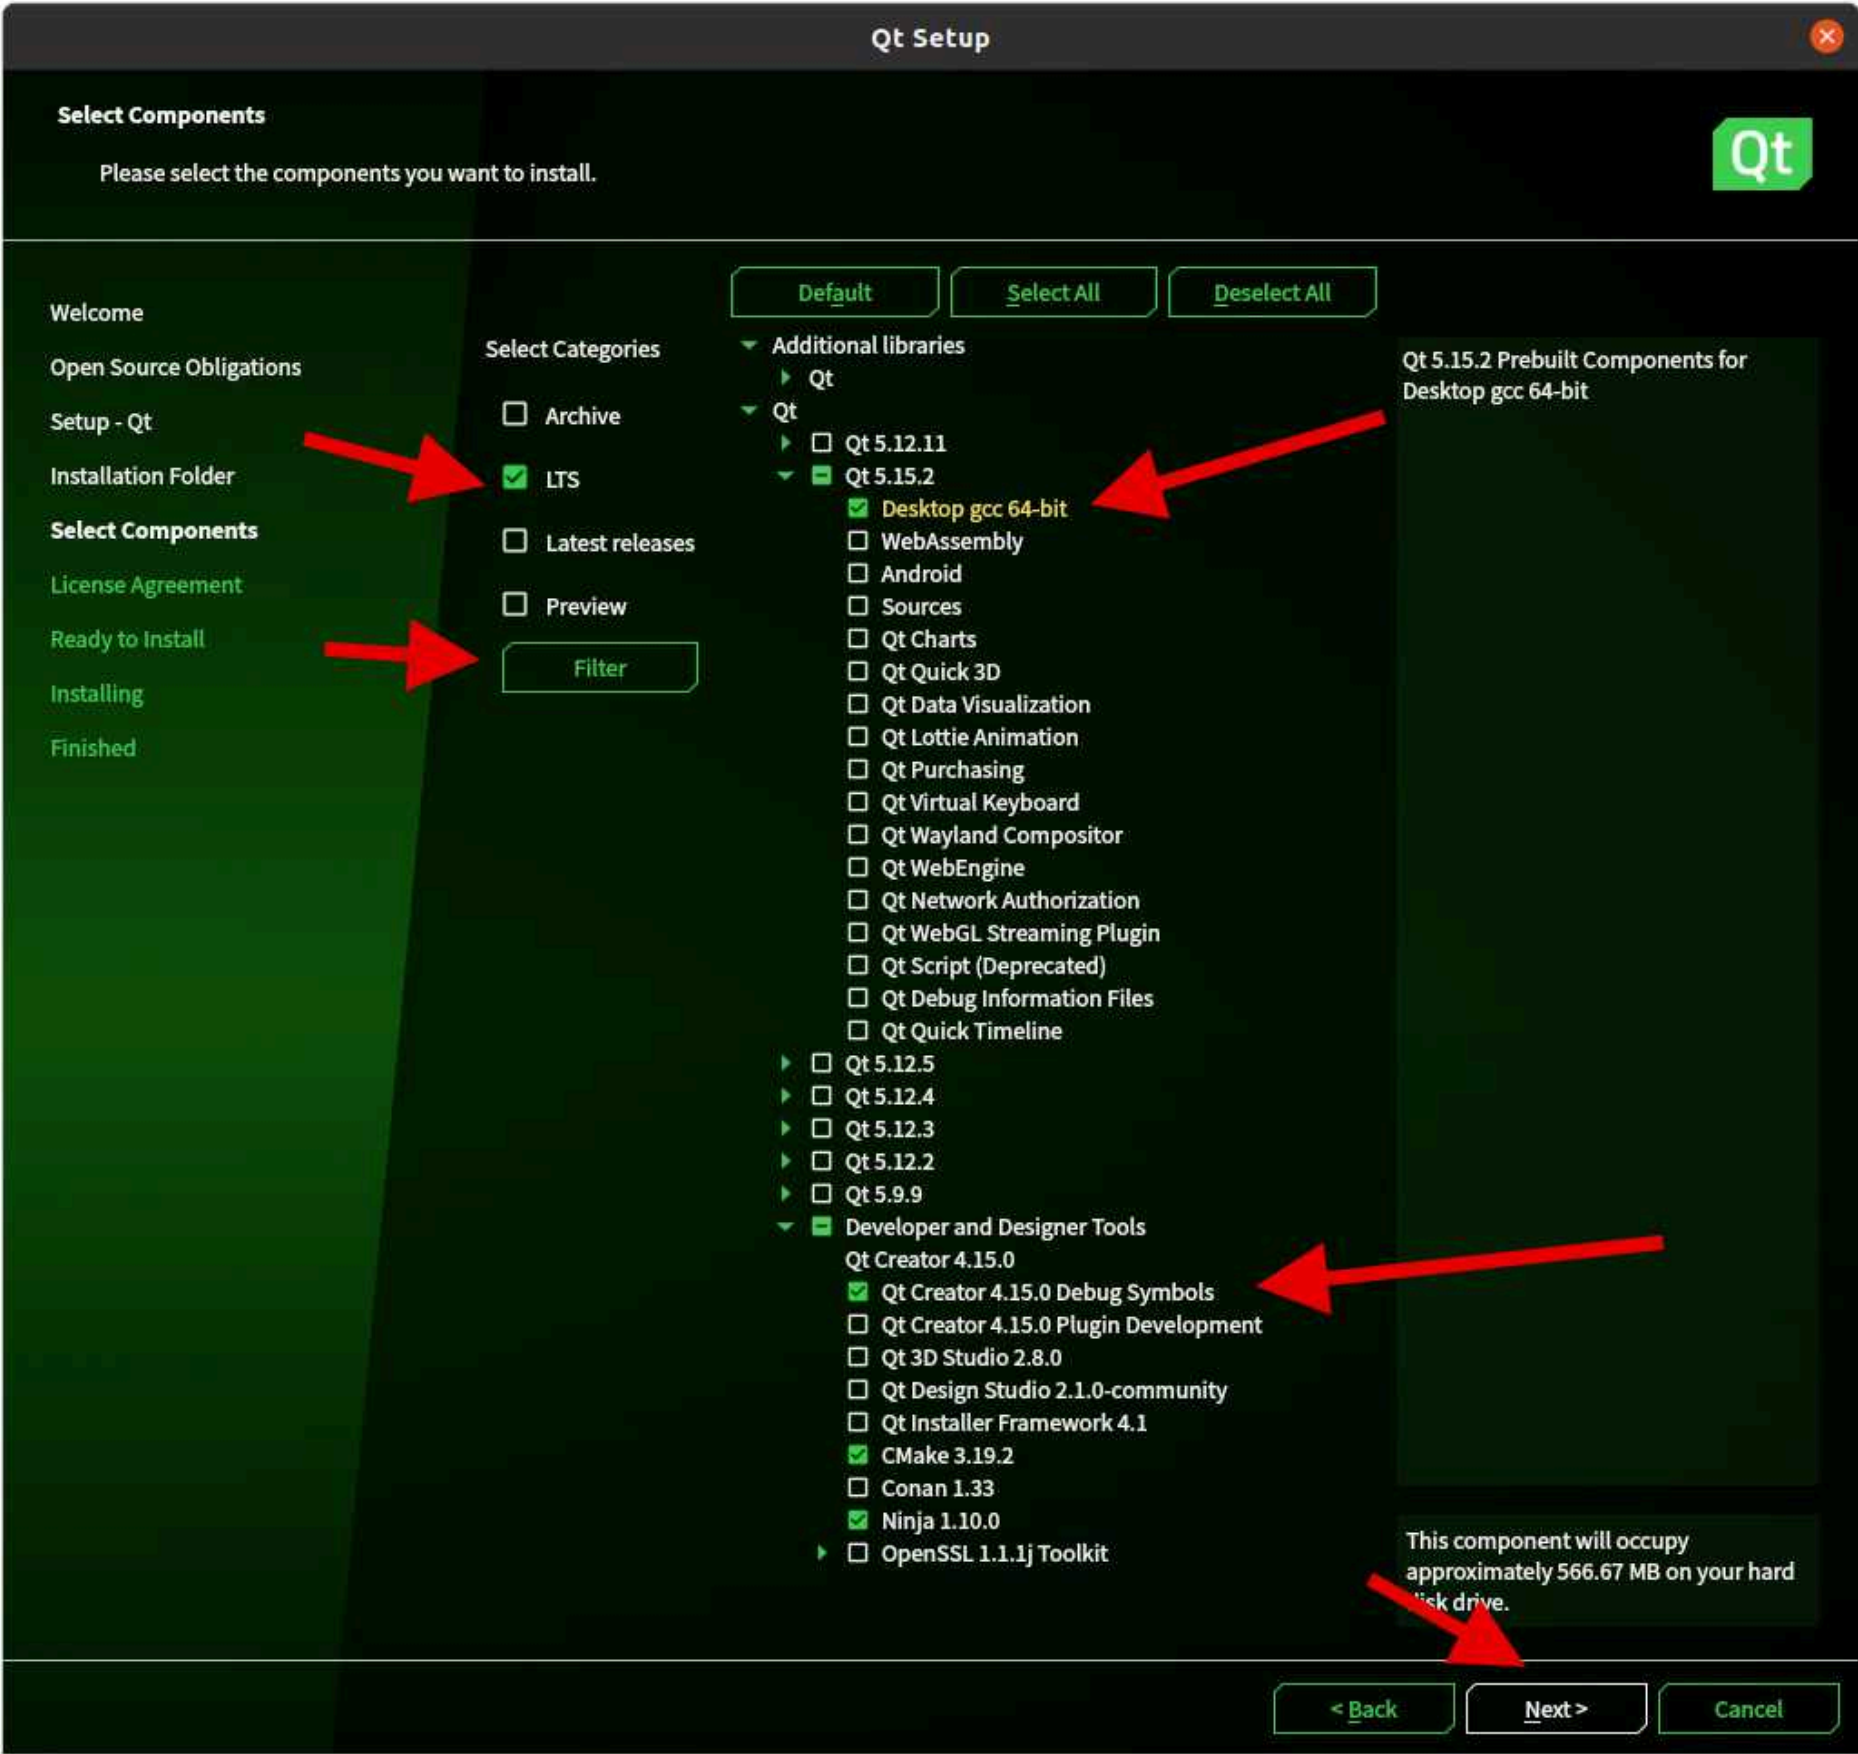 Qt Setup
Select Components
Please select the components you want to install.
Qt
Welcome
Open Source Obligations
Setup - Qt
Installation Folder
Select Components
License Agreement
Ready to Install
Installing
Finished
Select Categories
Archive
LTS
Latest releases
Preview
Filter
Default
Select All
Deselect All
Additional libraries
Qt
Qt
Qt 5.12.11
Qt 5.15.2
Desktop gcc 64-bit
WebAssembly
Android
Sources
Qt Charts
Qt Quick 3D
Qt Data Visualization
Qt Lottie Animation
Qt Purchasing
Qt Virtual Keyboard
Qt Wayland Compositor
Qt WebEngine
Qt Network Authorization
Qt WebGL Streaming Plugin
Qt Script (Deprecated)
Qt Debug Information Files
Qt Quick Timeline
Qt 5.12.5
Qt 5.12.4
Qt 5.12.3
Qt 5.12.2
Qt 5.9.9
Developer and Designer Tools
Qt Creator 4.15.0
Qt Creator 4.15.0 Debug Symbols
Qt Creator 4.15.0 Plugin Development
Qt 3D Studio 2.8.0
Qt Design Studio 2.1.0-community
Qt Installer Framework 4.1
CMake 3.19.2
Conan 1.33
Ninja 1.10.0
OpenSSL 1.1.1j Toolkit
Qt 5.15.2 Prebuilt Components for
Desktop gcc 64-bit
This component will occupy
approximately 566.67 MB on your hard
disk drive.
< Back
Next >
Cancel